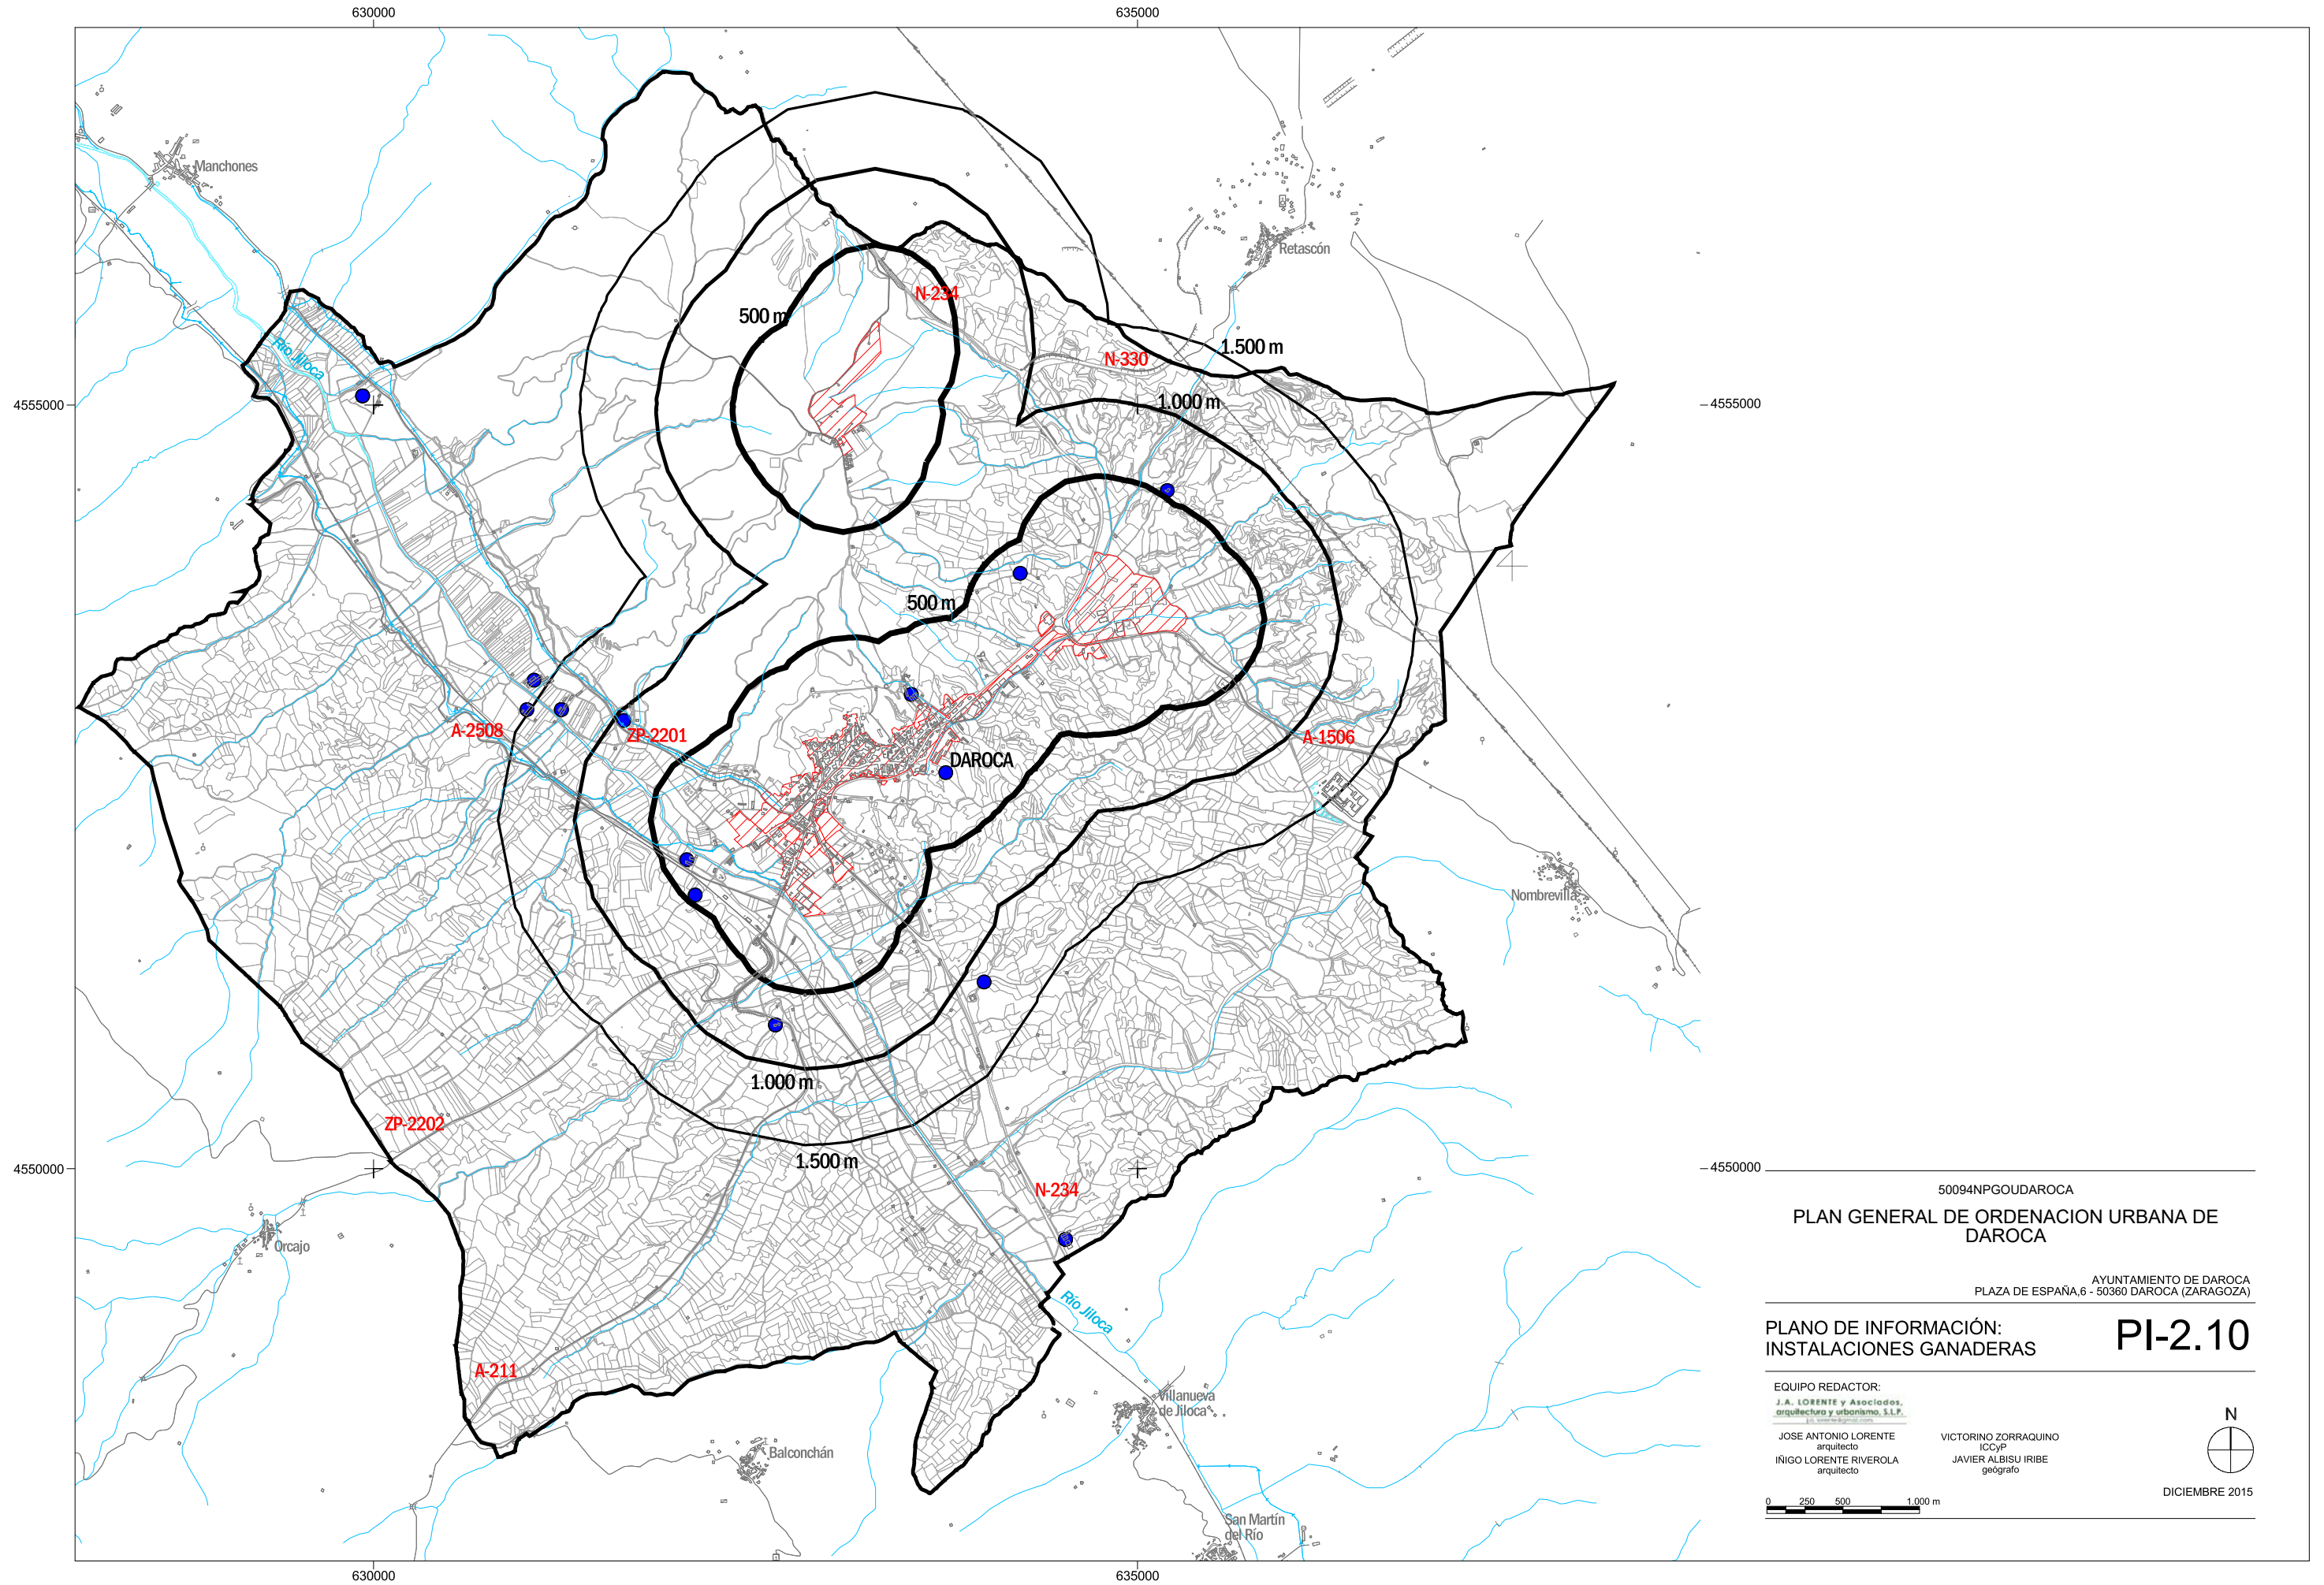 630000
635000
Manchones
Retascón
N-234
500 m
Río Jiloca
1.500 m
N-330
1.000 m
4555000
4555000
500 m
A-2508
ZP-2201
A-1506
DAROCA
Nombrevilla
1.000 m
ZP-2202
1.500 m
4550000
4550000
N-234
Orcajo
Río Jiloca
A-211
Villanueva
de Jiloca
Balconchán
San Martín
del Río
630000
635000
50094NPGOUDAROCA
PLAN GENERAL DE ORDENACION URBANA DE
DAROCA
AYUNTAMIENTO DE DAROCA
PLAZA DE ESPAÑA,6 - 50360 DAROCA (ZARAGOZA)
PLANO DE INFORMACIÓN:
INSTALACIONES GANADERAS
PI-2.10
EQUIPO REDACTOR:
J.A. LORENTE y Asociados,
arquitectura y urbanismo, S.L.P.
JOSE ANTONIO LORENTE
arquitecto
IÑIGO LORENTE RIVEROLA
arquitecto
VICTORINO ZORRAQUINO
ICCyP
JAVIER ALBISU IRIBE
geógrafo
N
DICIEMBRE 2015
0 250 500 1.000 m